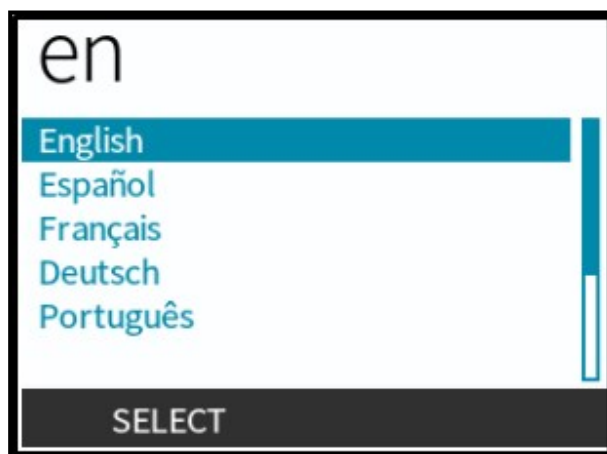 en
English
Español
Français
Deutsch
Português
SELECT